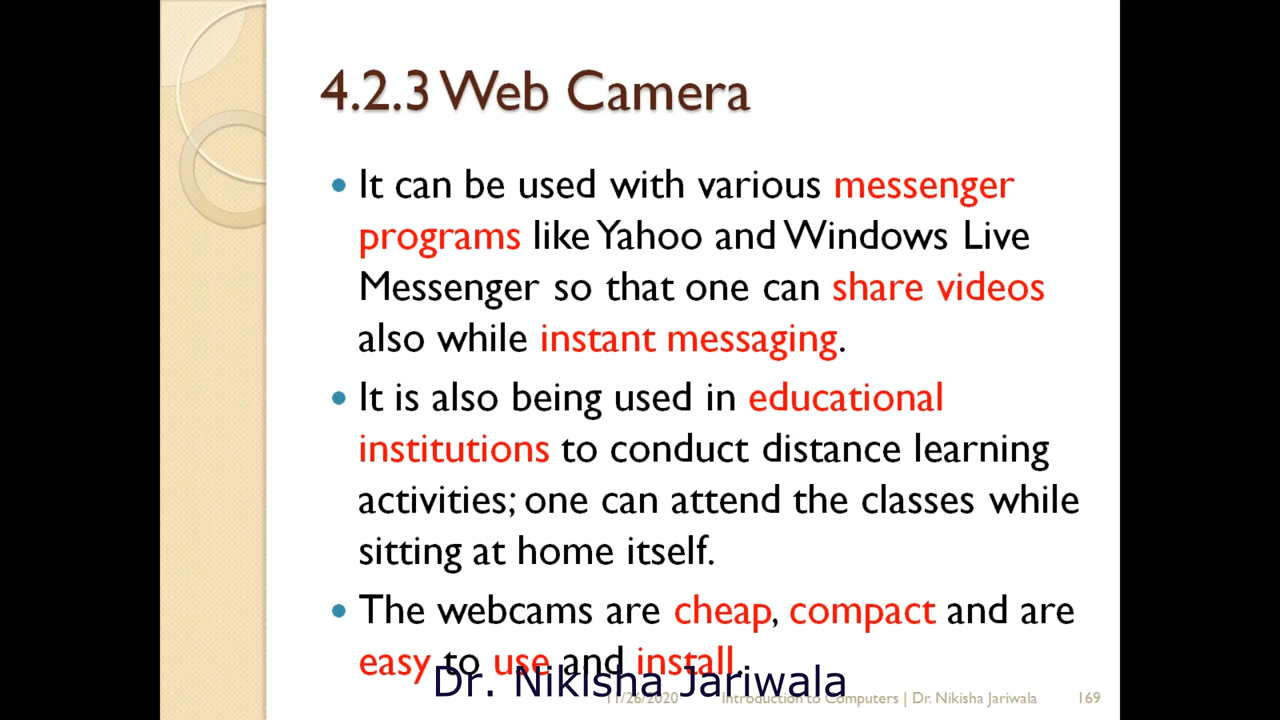 4.2.3 Web Camera
• It can be used with various messenger
programs like Yahoo and Windows Live
Messenger so that one can share videos
also while instant messaging.
• It is also being used in educational
institutions to conduct distance learning
activities; one can attend the classes while
sitting at home itself.
• The webcams are cheap, compact and are
easy to use and install.
Dr. Nikisha Jariwala
11/26/2020 Introduction to Computers | Dr. Nikisha Jariwala 169